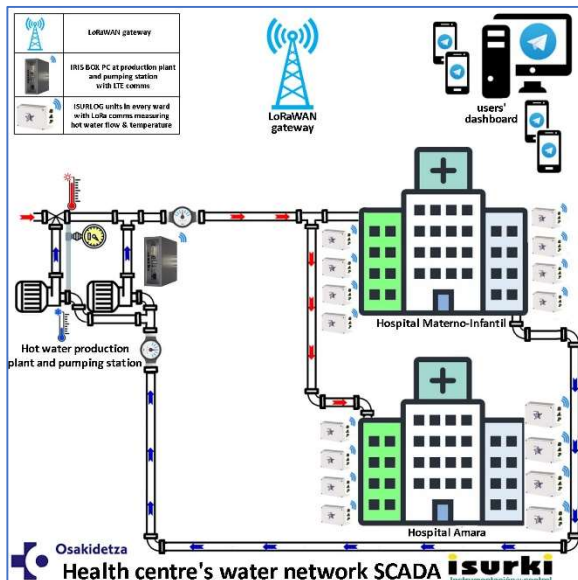 LoRaWAN gateway
IRIS BOX PC at production plant
and pumping station
with LTE comms
ISURLOG units in every ward
with LoRa comms measuring
hot water flow & temperature
LoRaWAN
gateway
users'
dashboard
Hospital Materno-Infantil
Hot water production
plant and pumping station
Hospital Amara
Osakidetza
Health centre's water network SCADA
isurki